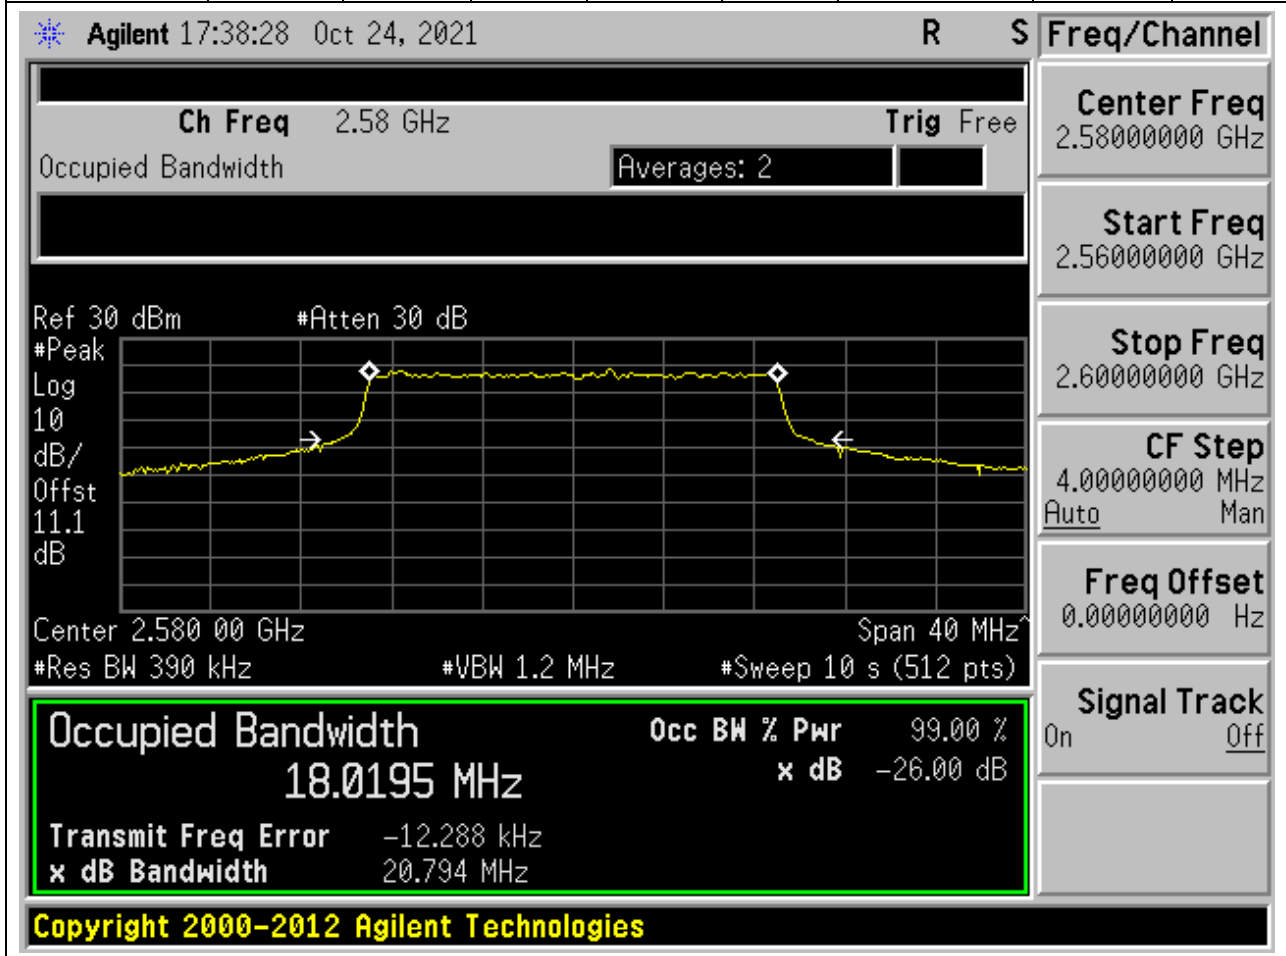 Agilent 17:38:28 Oct 24, 2021 R S
Freq/Channel
Ch Freq 2.58 GHz Trig Free
Occupied Bandwidth Averages: 2
Ref 30 dBm #Atten 30 dB
#Peak
Log
10
dB/
Offst
11.1
dB
Center 2.580 00 GHz Span 40 MHz^
#Res BW 390 kHz #VBW 1.2 MHz #Sweep 10 s (512 pts)
Occupied Bandwidth Occ BW % Pwr 99.00 %
18.0195 MHz x dB -26.00 dB
Transmit Freq Error -12.288 kHz
x dB Bandwidth 20.794 MHz
Copyright 2000-2012 Agilent Technologies
Center Freq
2.58000000 GHz
Start Freq
2.56000000 GHz
Stop Freq
2.60000000 GHz
CF Step
4.00000000 MHz
Auto Man
Freq Offset
0.00000000 Hz
Signal Track
On Off